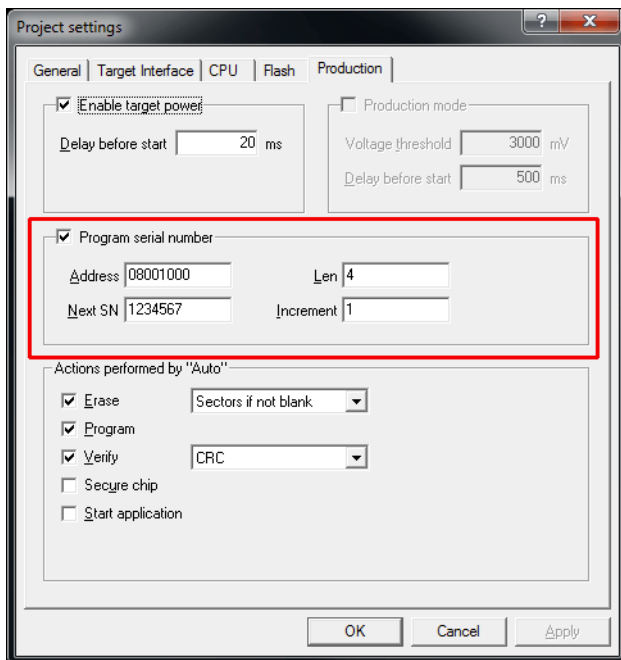 Project settings
General Target Interface CPU Flash Production
Enable target power
Delay before start 20 ms
Production mode
Voltage threshold 3000 mV
Delay before start 500 ms
Program serial number
Address 08001000 Len 4
Next SN 1234567 Increment 1
Actions performed by "Auto"
Erase Sectors if not blank
Program
Verify CRC
Secure chip
Start application
OK Cancel Apply